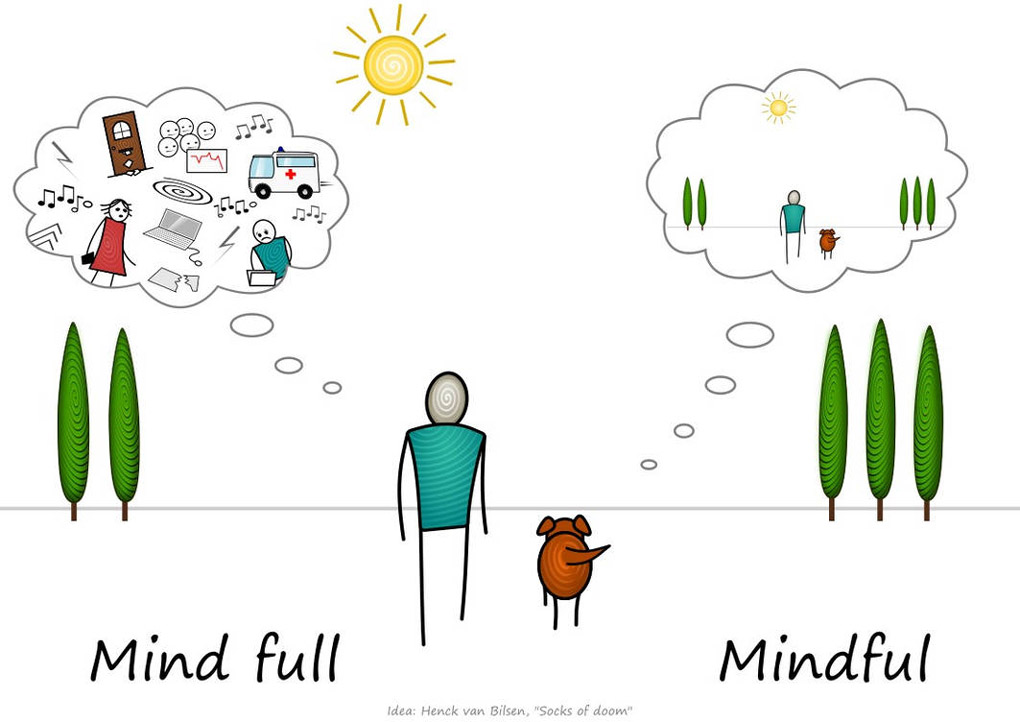 Mind full
Mindful
Idea: Henck van Bilsen, "Socks of doom"